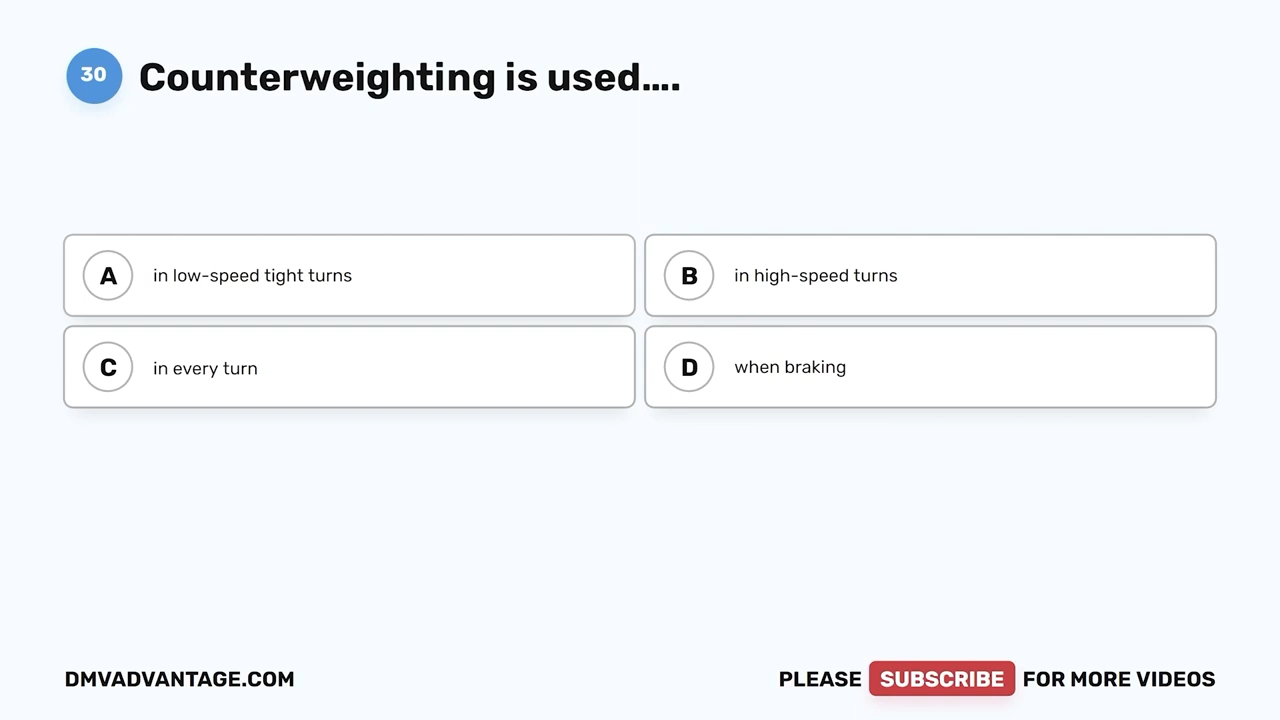 30 Counterweighting is used....
A in low-speed tight turns
B in high-speed turns
C in every turn
D when braking
DMVADVANTAGE.COM
PLEASE SUBSCRIBE FOR MORE VIDEOS